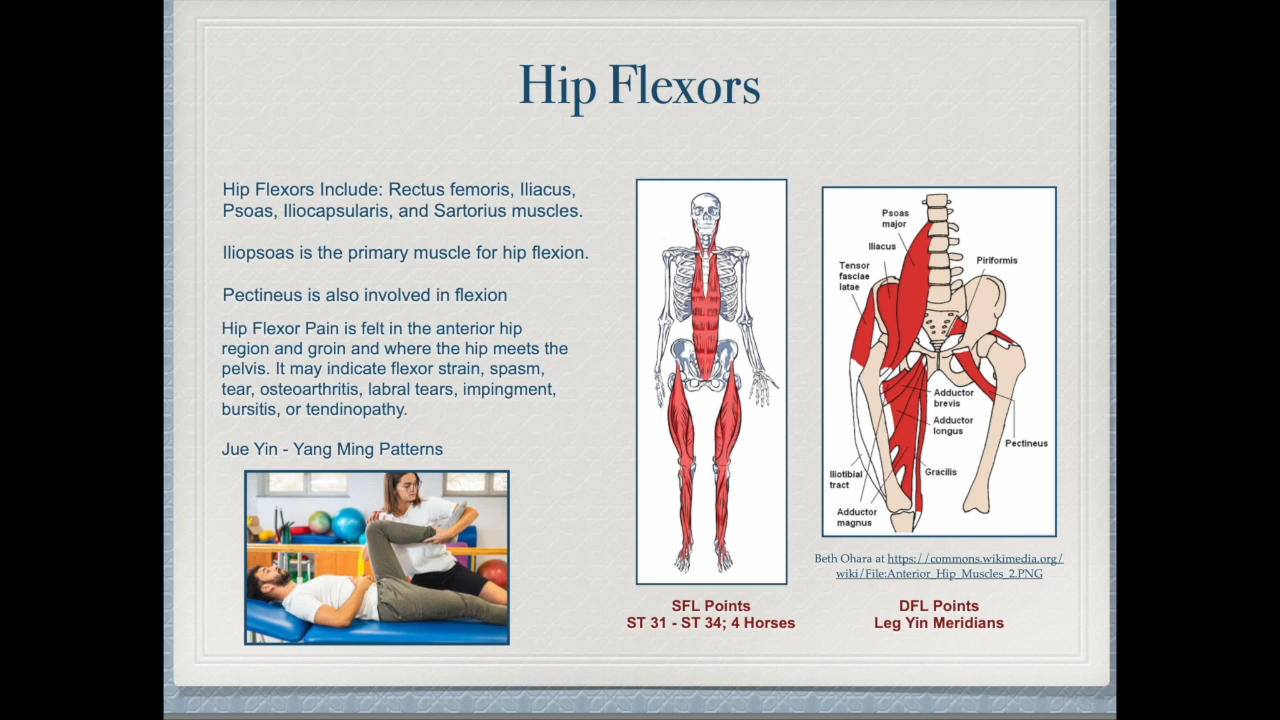 Hip Flexors
Hip Flexors Include: Rectus femoris, Iliacus,
Psoas, Iliocapsularis, and Sartorius muscles.
Iliopsoas is the primary muscle for hip flexion.
Pectineus is also involved in flexion
Hip Flexor Pain is felt in the anterior hip
region and groin and where the hip meets the
pelvis. It may indicate flexor strain, spasm,
tear, osteoarthritis, labral tears, impingment,
bursitis, or tendinopathy.
Jue Yin - Yang Ming Patterns
SFL Points
ST 31 - ST 34; 4 Horses
Psoas
major
Iliacus
Tensor
fasciae
latae
Piriformis
Adductor
brevis
Adductor
longus
Pectineus
Gracilis
Iliotibial
tract
Adductor
magnus
Beth Ohara at https://commons.wikimedia.org/
wiki/File:Anterior_Hip_Muscles_2.PNG
DFL Points
Leg Yin Meridians